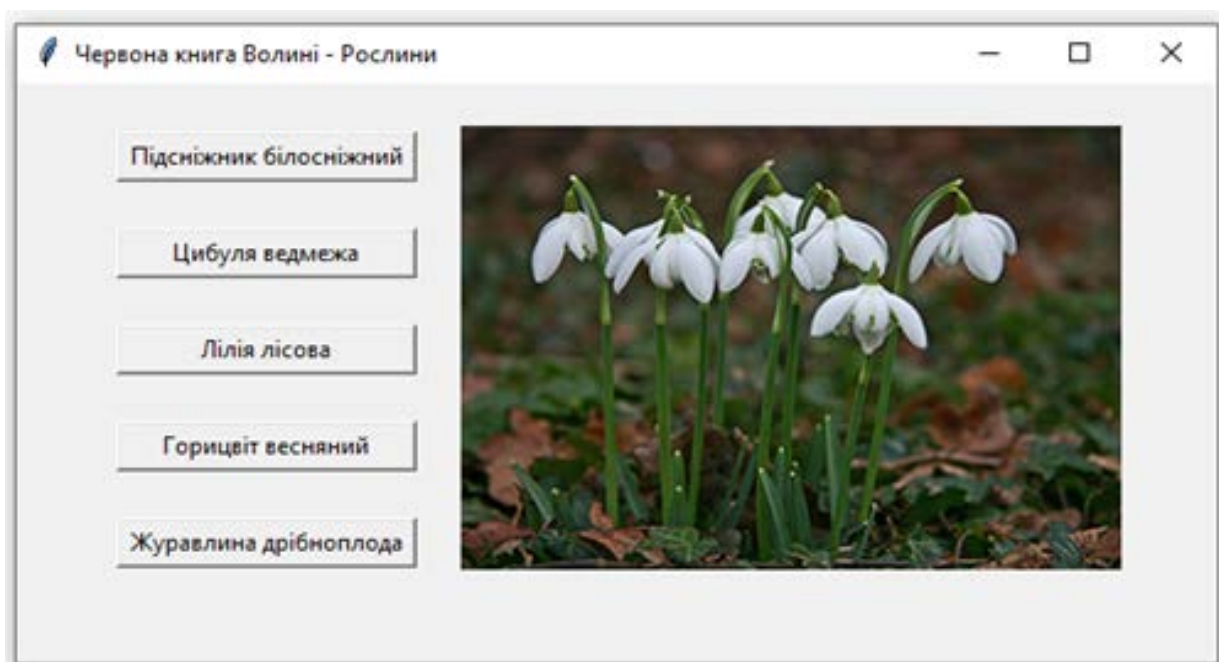 Червона книга Волині - Рослини
Підсніжник білосніжний
Цибуля ведмежа
Лілія лісова
Горицвіт весняний
Журавлина дрібноплода